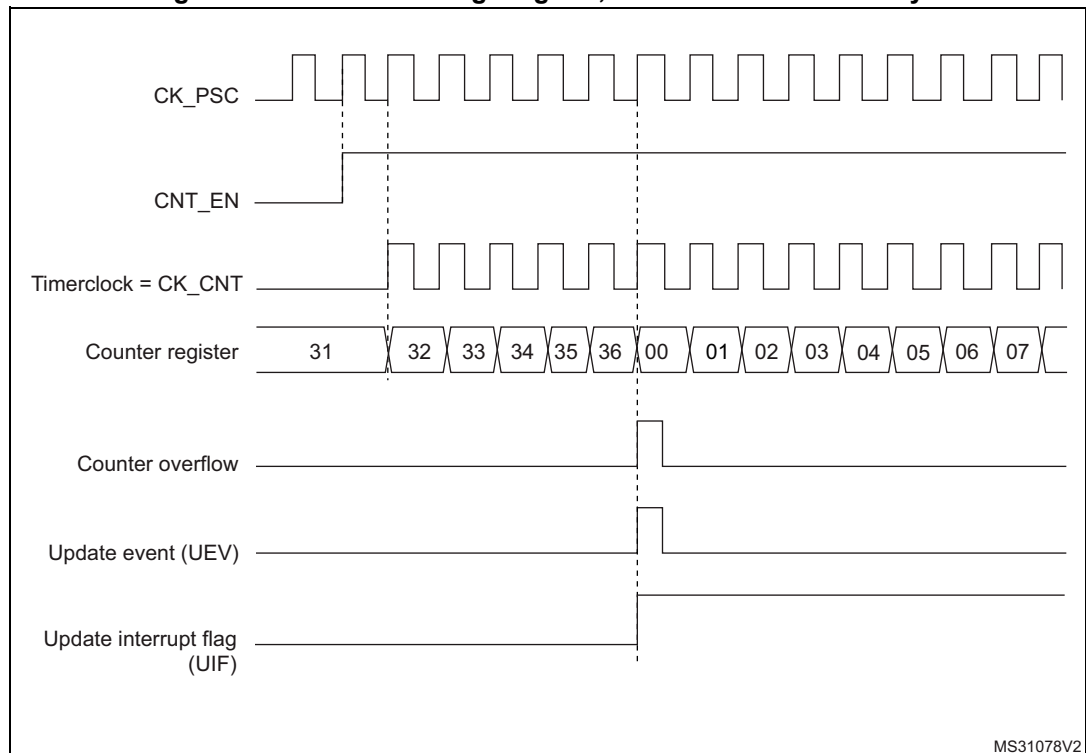 CK_PSC
CNT_EN
Timerclock = CK_CNT
Counter register 31 32 33 34 35 36 00 01 02 03 04 05 06 07
Counter overflow
Update event (UEV)
Update interrupt flag
(UIF)
MS31078V2